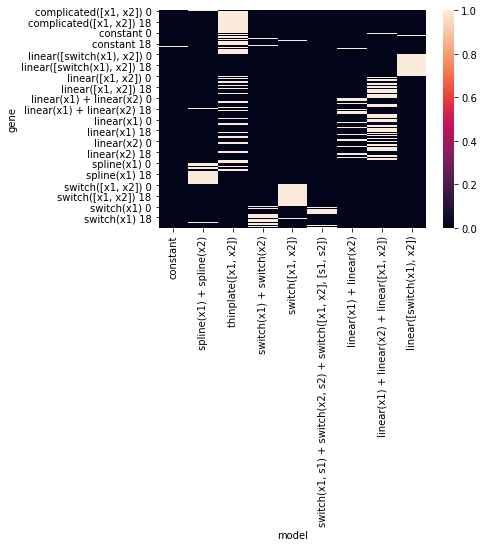 complicated([x1, x2]) 0
complicated([x1, x2]) 18
constant 0
constant 18
linear([switch(x1), x2]) 0
linear([switch(x1), x2]) 18
linear([x1, x2]) 0
linear([x1, x2]) 18
linear(x1) + linear(x2) 0
linear(x1) + linear(x2) 18
linear(x1) 0
linear(x1) 18
linear(x2) 0
linear(x2) 18
spline(x1) 0
spline(x1) 18
switch([x1, x2]) 0
switch([x1, x2]) 18
switch(x1) 0
switch(x1) 18
gene
1.0
0.8
0.6
0.4
0.2
0.0
constant
spline(x1) + spline(x2)
thinplate([x1, x2])
switch(x1) + switch(x2)
switch([x1, x2])
switch(x1, s1) + switch(x2, s2) + switch([x1, x2], [s1, s2])
linear(x1) + linear(x2)
linear(x1) + linear(x2) + linear([x1, x2])
linear([switch(x1), x2])
model